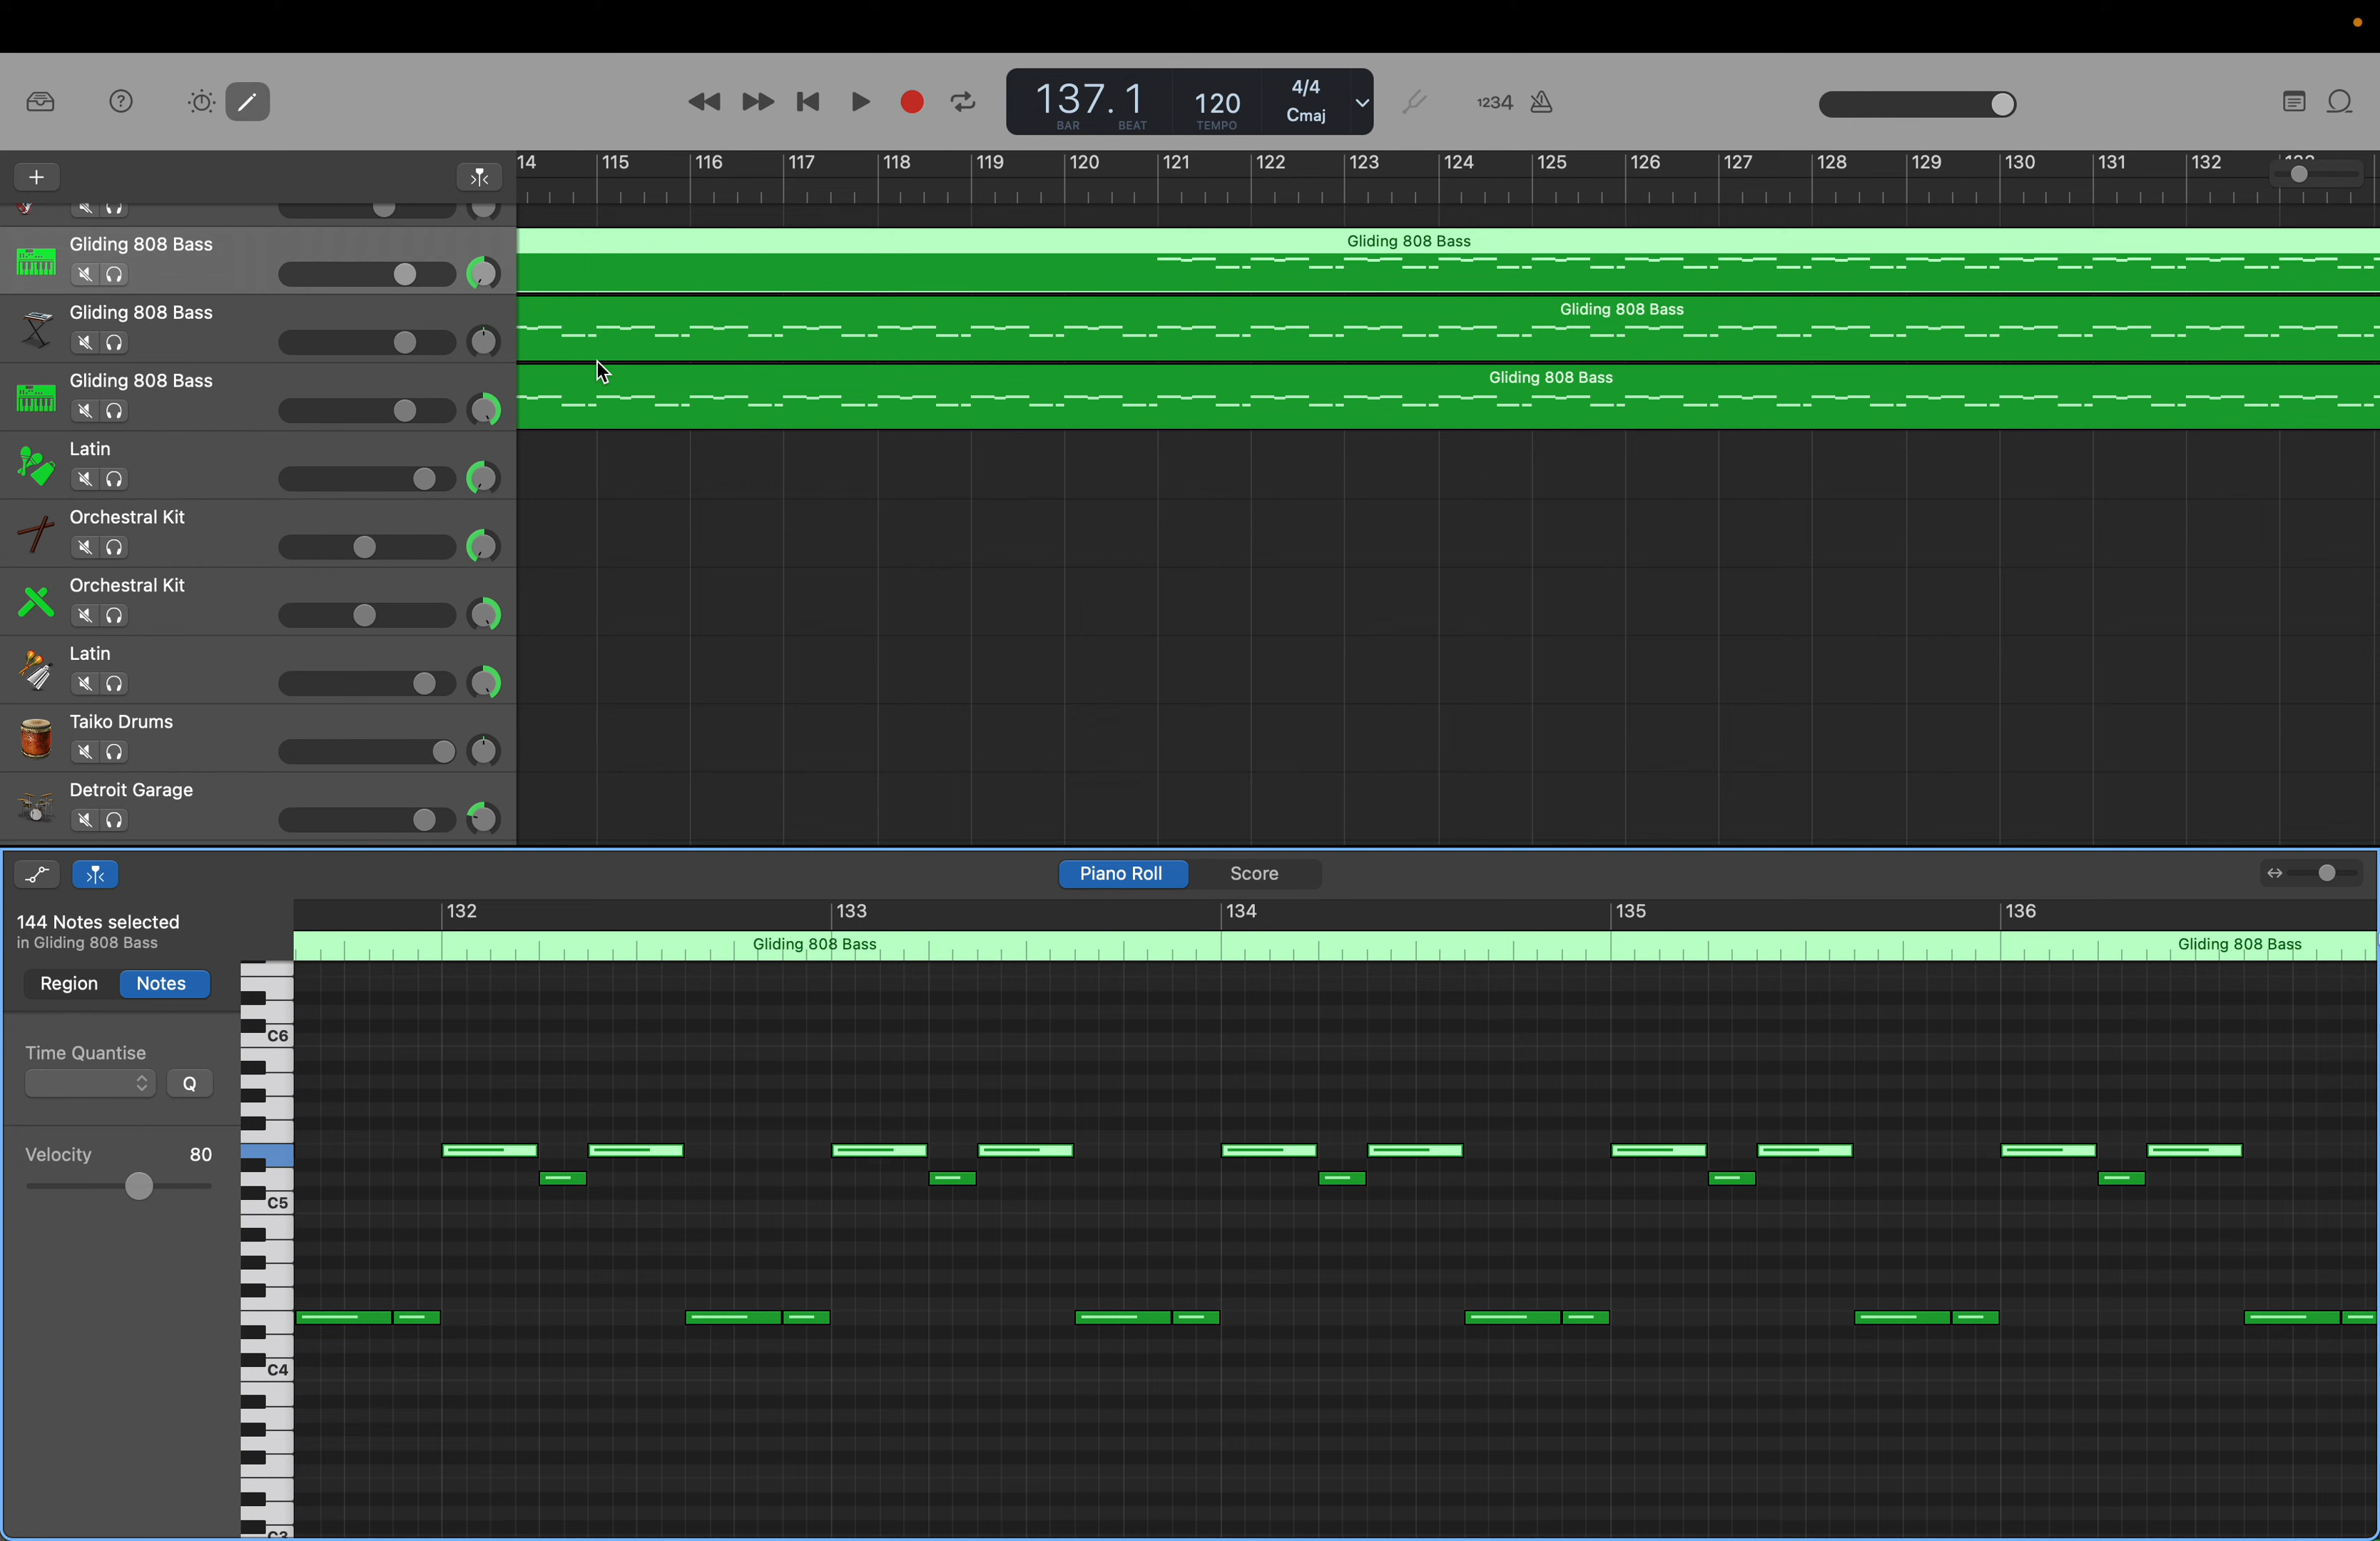 137.1 120 4/4
Cmaj
BAR BEAT TEMPO
1234
14 115 116 117 118 119 120 121 122 123 124 125 126 127 128 129 130 131 132
Gliding 808 Bass
Gliding 808 Bass
Gliding 808 Bass
Gliding 808 Bass
Gliding 808 Bass
Gliding 808 Bass
Latin
Orchestral Kit
Orchestral Kit
Latin
Taiko Drums
Detroit Garage
Piano Roll Score
132 133 134 135 136
144 Notes selected
in Gliding 808 Bass
Gliding 808 Bass Gliding 808 Bass
Region Notes
C6
Time Quantise
Q
Velocity 80
C5
C4
C3